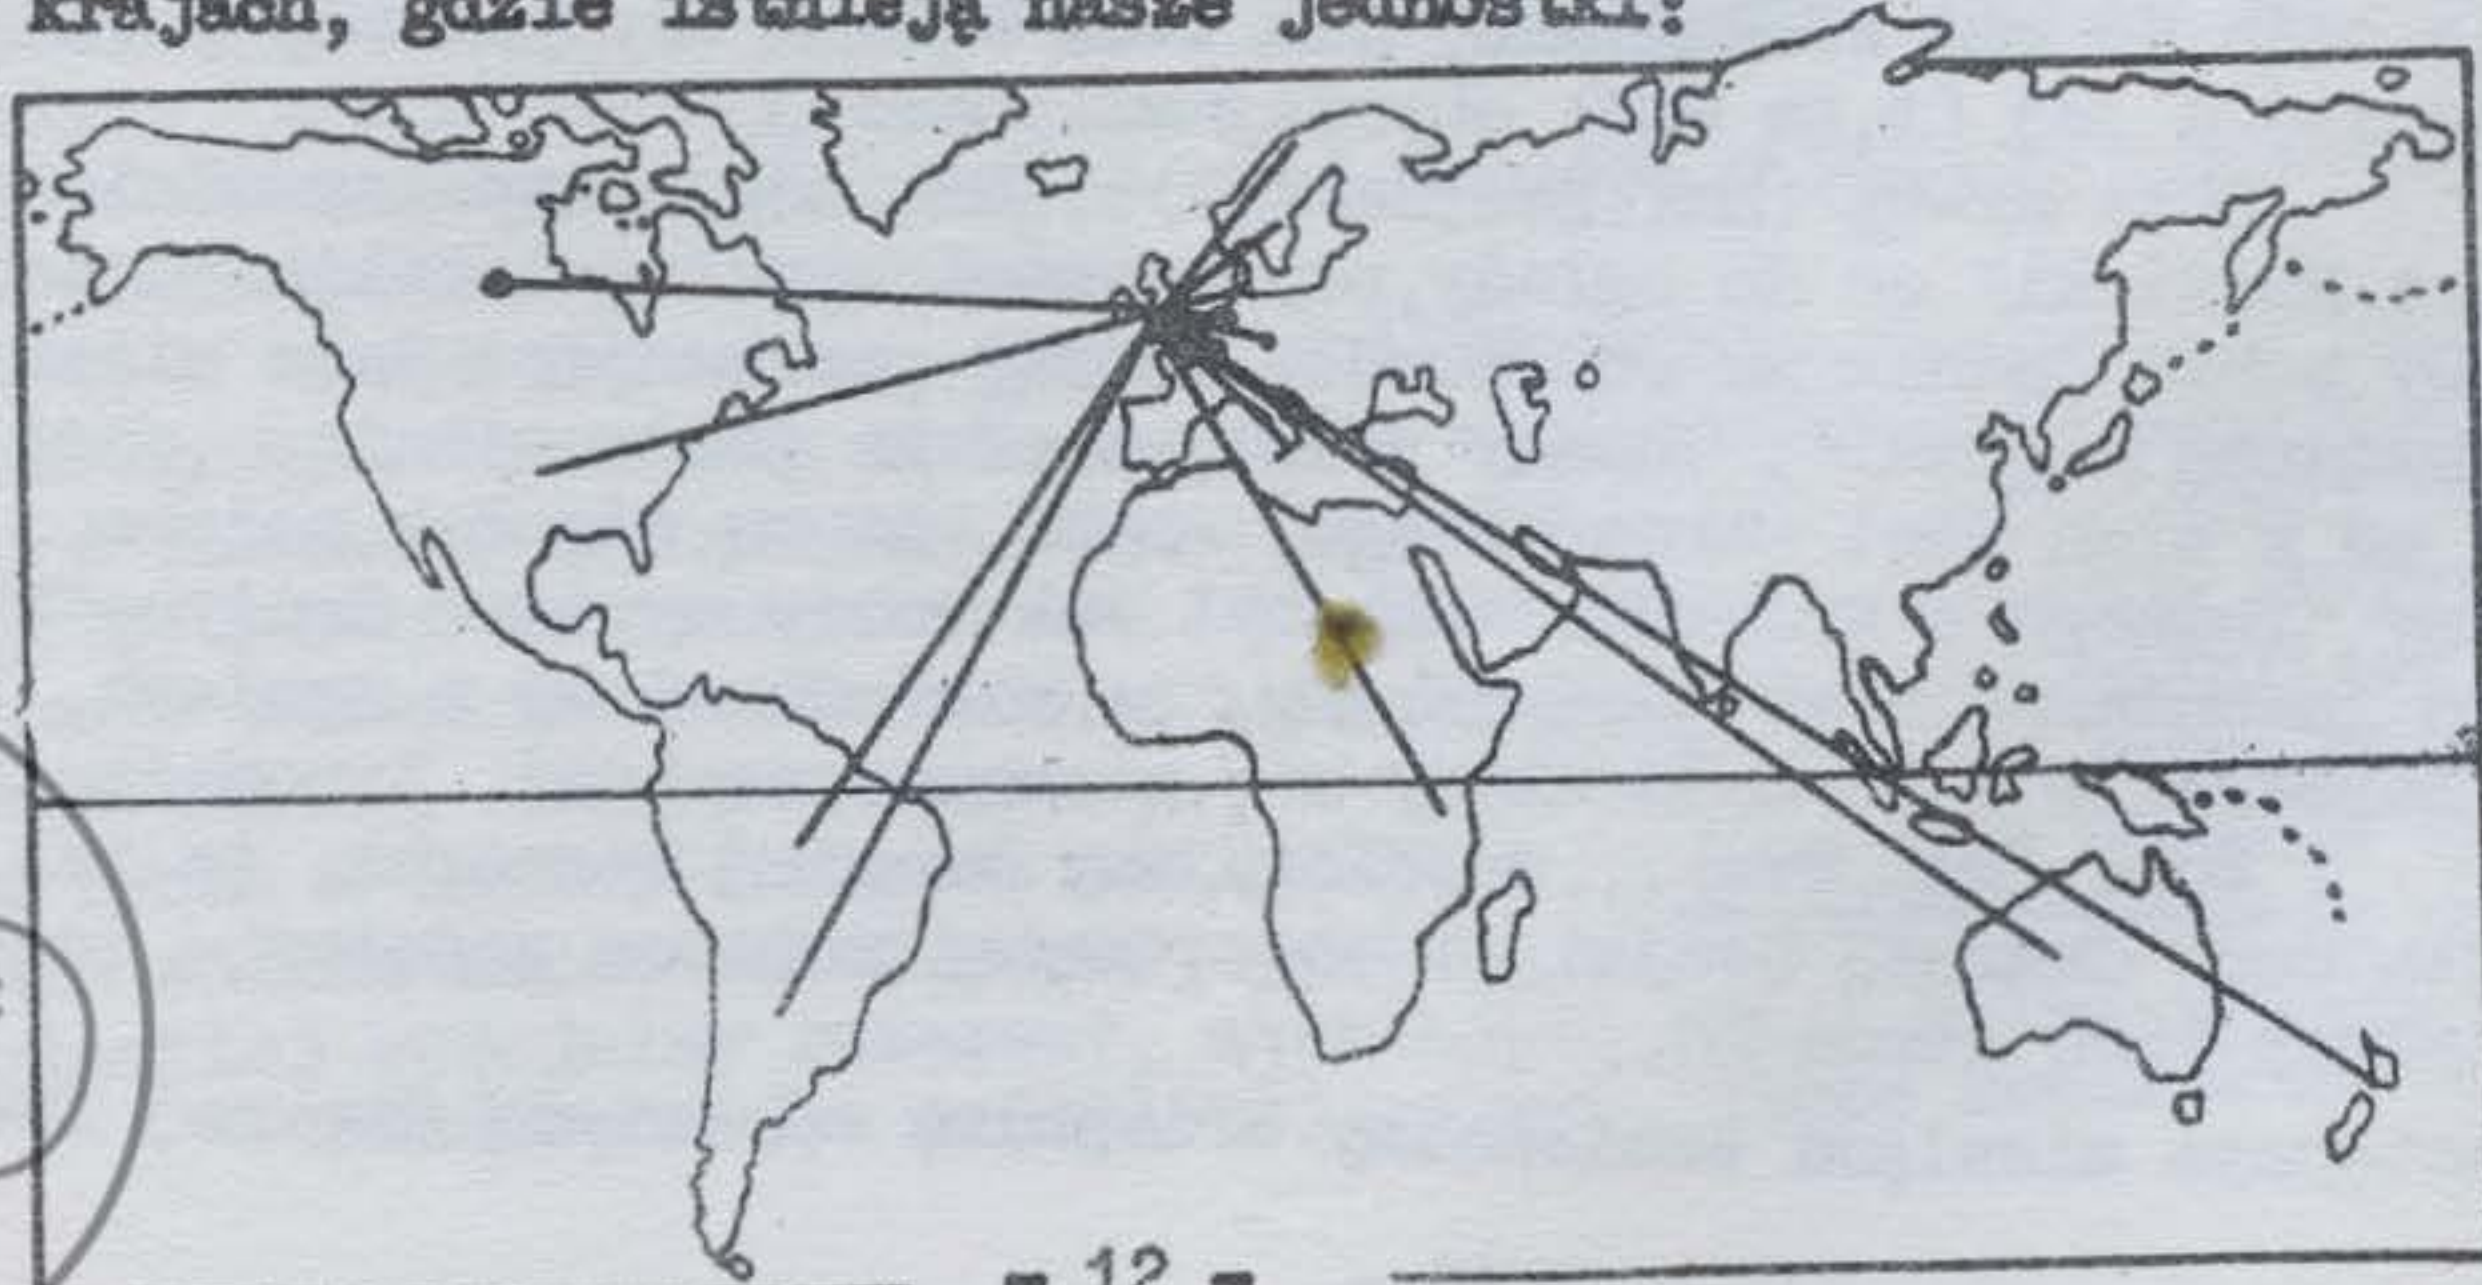 krajach, gdzie istnieją nasze jednostki:
- 12 -